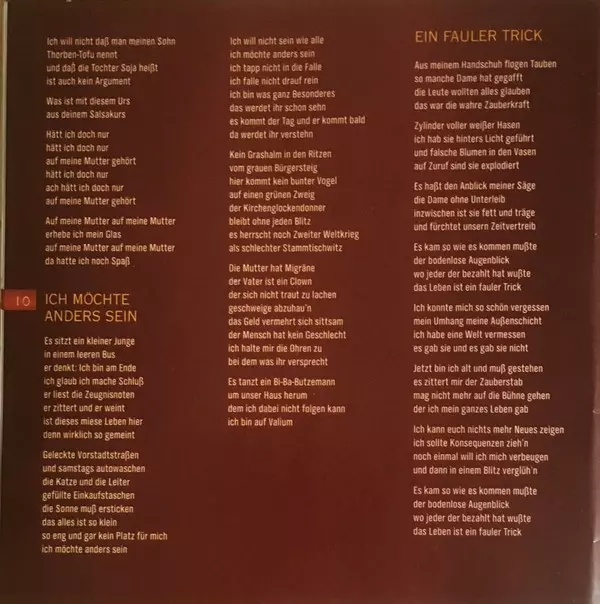 Ich will nicht daß man meinen Sohn
Thorben-Tofu nennt
und daß die Tochter Soja heißt
ist auch kein Argument
Was ist mit diesem Urs
aus deinem Salsakurs
Hätt ich doch nur
hätt ich doch nur
auf meine Mutter gehört
hätt ich doch nur
ach hätt ich doch nur
auf meine Mutter gehört
Auf meine Mutter auf meine Mutter
erhebe ich mein Glas
auf meine Mutter auf meine Mutter
da hatte ich noch Spaß
10
ICH MÖCHTE
ANDERS SEIN
Es sitzt ein kleiner Junge
in einem leeren Bus
er denkt: Ich bin am Ende
ich glaub ich mache Schluß
er liest die Zeugnisnoten
er zittert und er weint
ist dieses miese Leben hier
denn wirklich so gemeint
Geleckte Vorstadtstraßen
und samstags autowaschen
die Katze und die Leiter
gefüllte Einkaufstaschen
die Sonne muß ersticken
das alles ist so klein
so eng und gar kein Platz für mich
ich möchte anders sein
Ich will nicht sein wie alle
ich möchte anders sein
ich tapp nicht in die Falle
ich falle nicht drauf rein
ich bin was ganz Besonderes
das werdet ihr schon sehn
es kommt der Tag und er kommt bald
da werdet ihr verstehn
Kein Grashalm in den Ritzen
vom grauen Bürgersteig
hier kommt kein bunter Vogel
auf einen grünen Zweig
der Kirchenglockendonner
bleibt ohne jeden Blitz
es herrscht noch Zweiter Weltkrieg
als schlechter Stammtischwitz
Die Mutter hat Migräne
der Vater ist ein Clown
der sich nicht traut zu lachen
geschweige abzuhau'n
das Geld vermehrt sich sittsam
der Mensch hat kein Geschlecht
ich halte mir die Ohren zu
bei dem was ihr versprecht
Es tanzt ein Bi-Ba-Butzemann
um unser Haus herum
dem ich dabei nicht folgen kann
ich bin auf Valium
EIN FAULER TRICK
Aus meinem Handschuh flogen Tauben
so manche Dame hat gegafft
die Leute wollten alles glauben
das war die wahre Zauberkraft
Zylinder voller weißer Hasen
ich hab sie hinters Licht geführt
und falsche Blumen in den Vasen
auf Zuruf sind sie explodiert
Es haßt den Anblick meiner Säge
die Dame ohne Unterleib
inzwischen ist sie fett und träge
und fürchtet unsern Zeitvertreib
Es kam so wie es kommen mußte
der bodenlose Augenblick
wo jeder der bezahlt hat wußte
das Leben ist ein fauler Trick
Ich konnte mich so schön vergessen
mein Umhang meine Außenschicht
ich habe eine Welt vermessen
es gab sie und es gab sie nicht
Jetzt bin ich alt und muß gestehen
es zittert mir der Zauberstab
mag nicht mehr auf die Bühne gehen
der ich mein ganzes Leben gab
Ich kann euch nichts mehr Neues zeigen
ich sollte Konsequenzen zieh'n
noch einmal will ich mich verbeugen
und dann in einem Blitz verglüh'n
Es kam so wie es kommen mußte
der bodenlose Augenblick
wo jeder der bezahlt hat wußte
das Leben ist ein fauler Trick